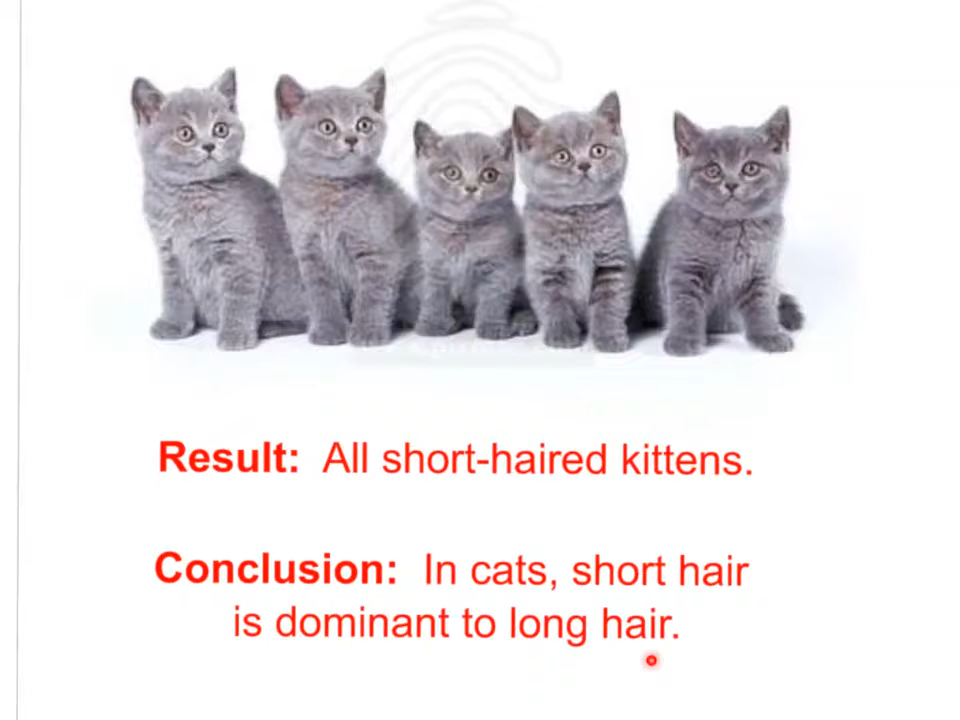 Result: All short-haired kittens.
Conclusion: In cats, short hair
is dominant to long hair.